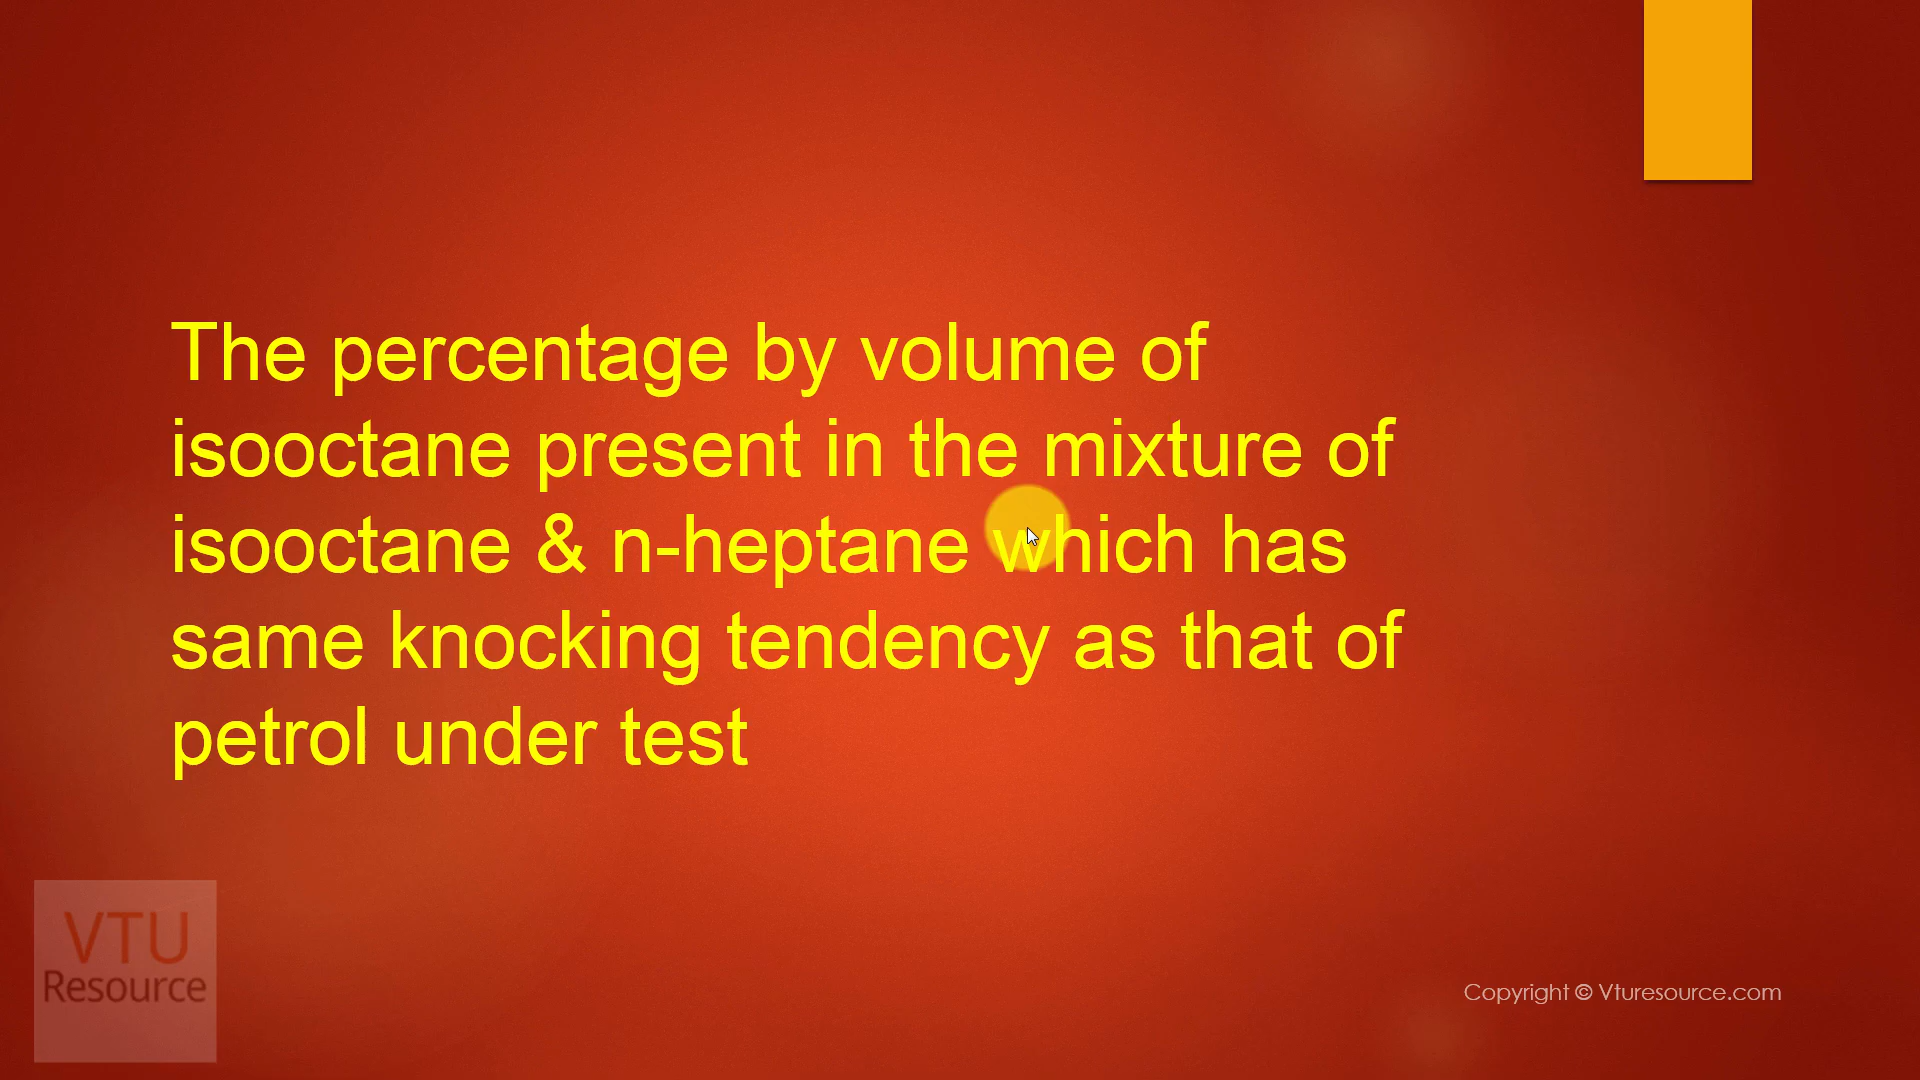 The percentage by volume of
isooctane present in the mixture of
isooctane & n-heptane which has
same knocking tendency as that of
petrol under test
VTU
Resource
Copyright © Vturesource.com